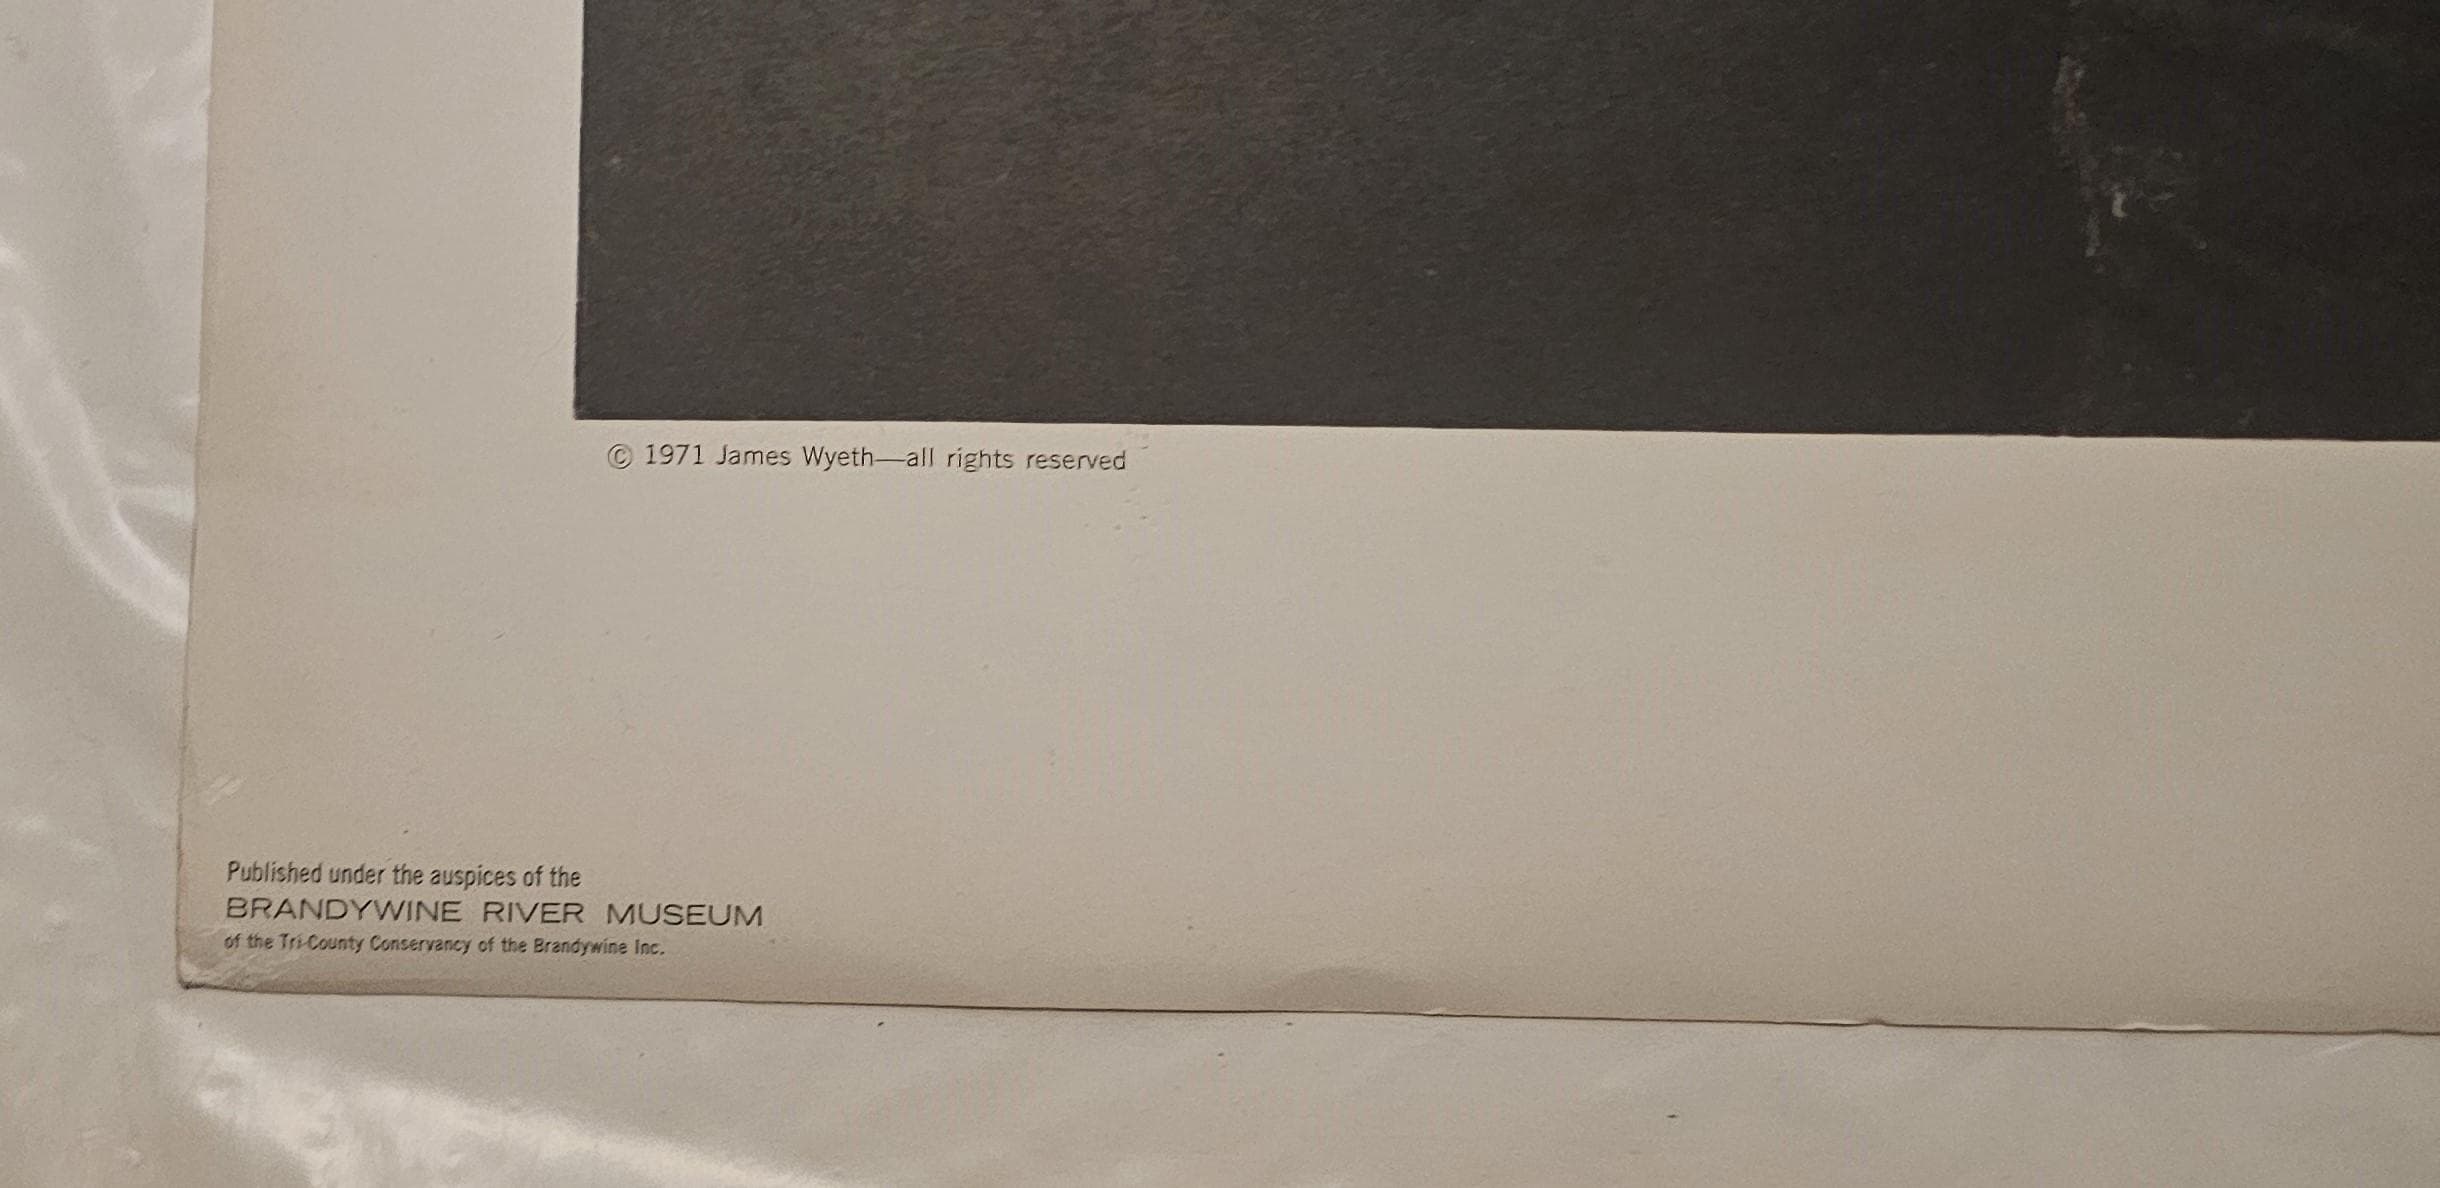 © 1971 James Wyeth—all rights reserved
Published under the auspices of the
BRANDYWINE RIVER MUSEUM
of the Tri-County Conservancy of the Brandywine Inc.